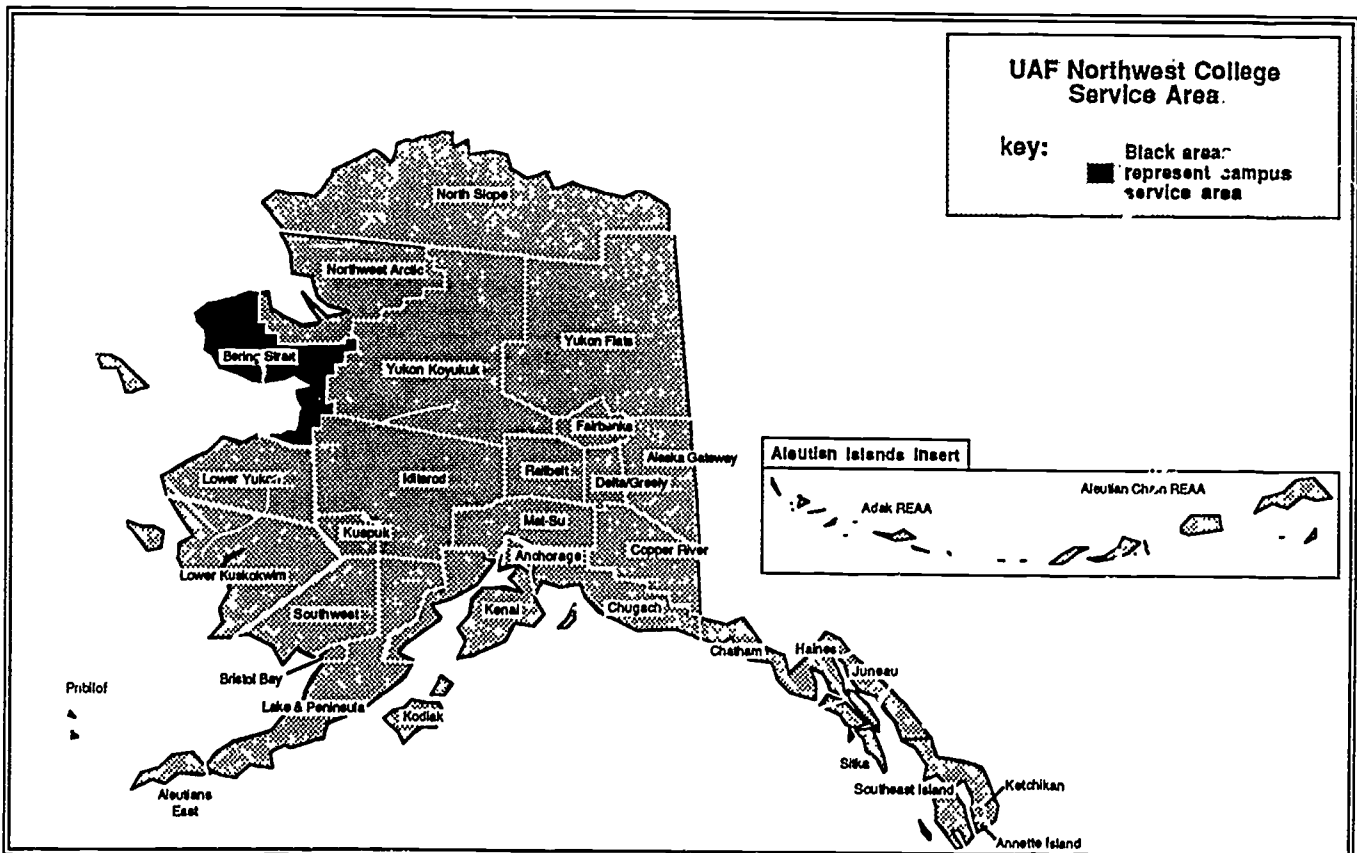 UAF Northwest College
Service Area.
key:
Black areas
represent campus
service area
North Slope
Northwest Arctic
Bering Strait
Yukon Flats
Yukon Koyukuk
Fairbanks
Alaska Gateway
Railbelt
Delta/Greely
Iditarod
Lower Yukon
Kuspuk
Mat-Su
Copper River
Anchorage
Lower Kuskokwim
Southwest
Kenai
Chugach
Bristol Bay
Lake & Peninsula
Kodiak
Pribilof
Aleutians
East
Chatham
Haines
Juneau
Sitka
Southeast Island
Ketchikan
Annette Island
Aleutian Islands Insert
Adak REAA
Aleutian Chain REAA